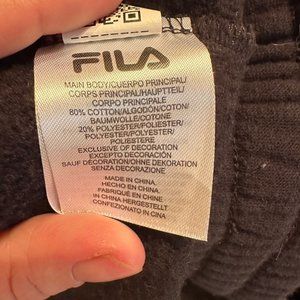 FILA
MAIN BODY/CUERPO PRINCIPAL/
CORPS PRINCIPAL/HAUPTTEIL/
CORPO PRINCIPALE
80% COTTON/ALGODÓN/COTON/
BAUMWOLLE/COTONE
20% POLYESTER/POLIÉSTER/
POLYESTER/POLYESTER/
POLIESTERE
EXCLUSIVE OF DECORATION
EXCEPTO DECORACIÓN
SAUF DÉCORATION/OHNE DEKORATION
SENZA DECORAZIONE
MADE IN CHINA.
HECHO EN CHINA.
FABRIQUÉ EN CHINE.
IN CHINA HERGESTELLT
CONFEZIONATO IN CINA